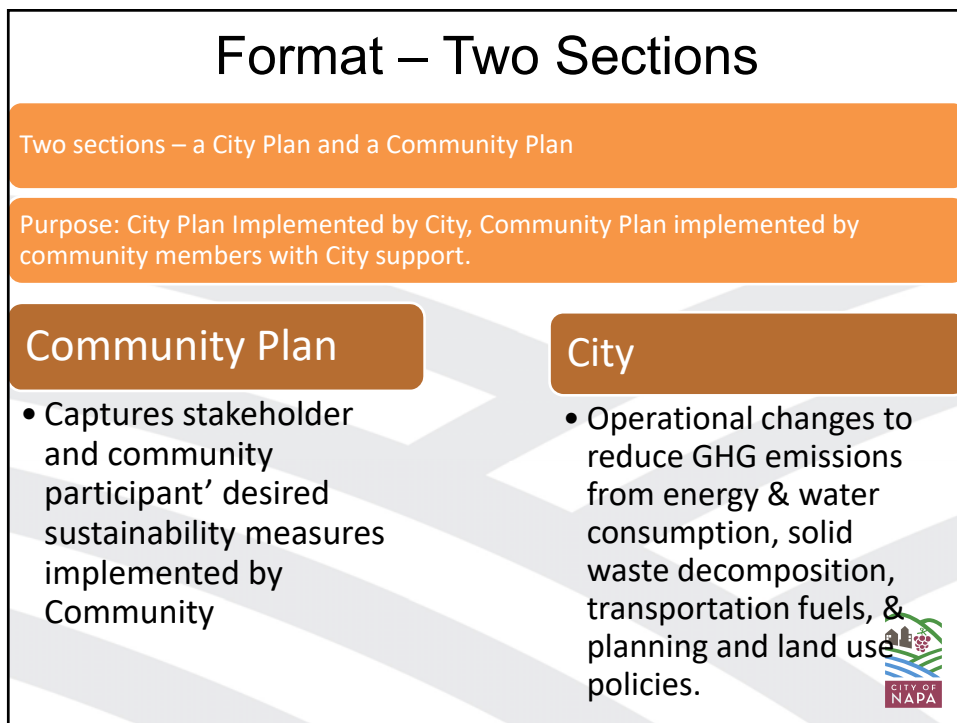 Format – Two Sections
Two sections – a City Plan and a Community Plan
Purpose: City Plan Implemented by City, Community Plan implemented by
community members with City support.
Community Plan
• Captures stakeholder
and community
participant’ desired
sustainability measures
implemented by
Community
City
• Operational changes to
reduce GHG emissions
from energy & water
consumption, solid
waste decomposition,
transportation fuels, &
planning and land use
policies.
CITY OF
NAPA